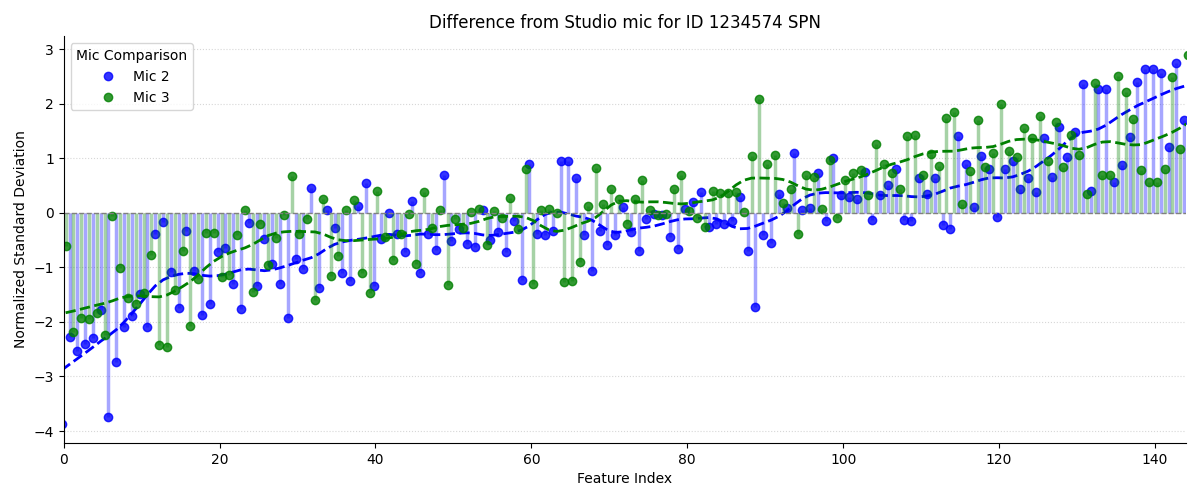 Difference from Studio mic for ID 1234574 SPN
Mic Comparison
Mic 2
Mic 3
Normalized Standard Deviation
3
2
1
0
−1
−2
−3
−4
0 20 40 60 80 100 120 140
Feature Index